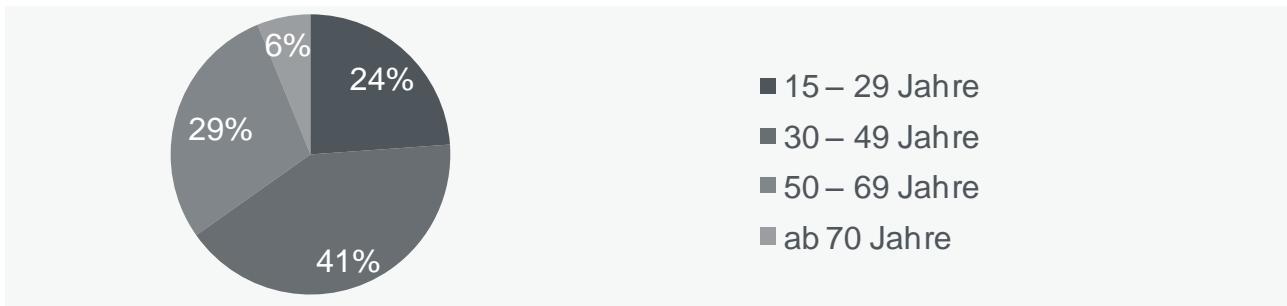 6%
24%
29%
41%
15 – 29 Jahre
30 – 49 Jahre
50 – 69 Jahre
ab 70 Jahre